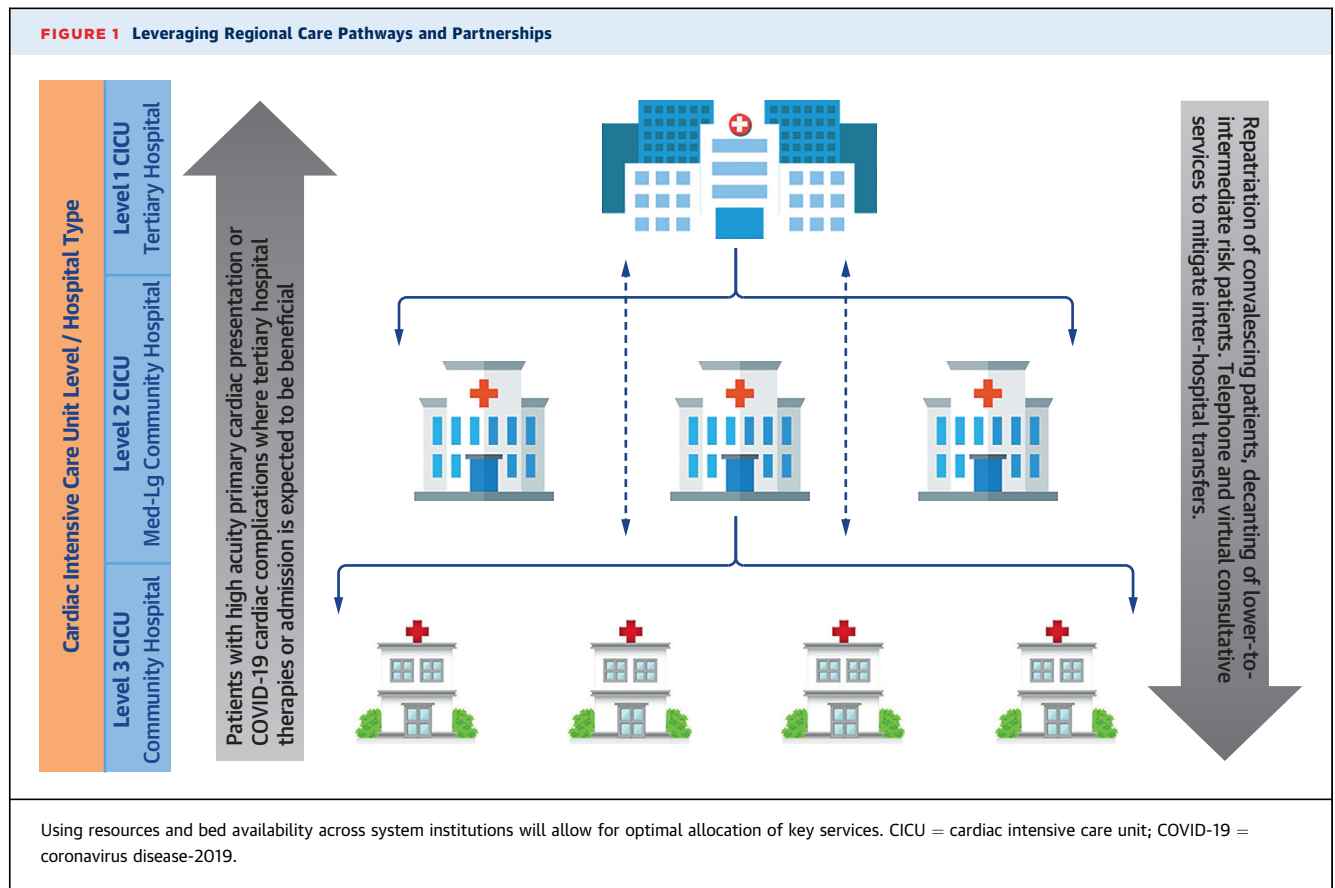 FIGURE 1 Leveraging Regional Care Pathways and Partnerships
Cardiac Intensive Care Unit Level / Hospital Type
Level 1 CICU
Tertiary Hospital
Level 2 CICU
Med-Lg Community Hospital
Level 3 CICU
Community Hospital
Patients with high acuity primary cardiac presentation or
COVID-19 cardiac complications where tertiary hospital
therapies or admission is expected to be beneficial
Repatriation of convalescing patients, decanting of lower-to-
intermediate risk patients. Telephone and virtual consultative
services to mitigate inter-hospital transfers.
Using resources and bed availability across system institutions will allow for optimal allocation of key services. CICU = cardiac intensive care unit; COVID-19 =
coronavirus disease-2019.